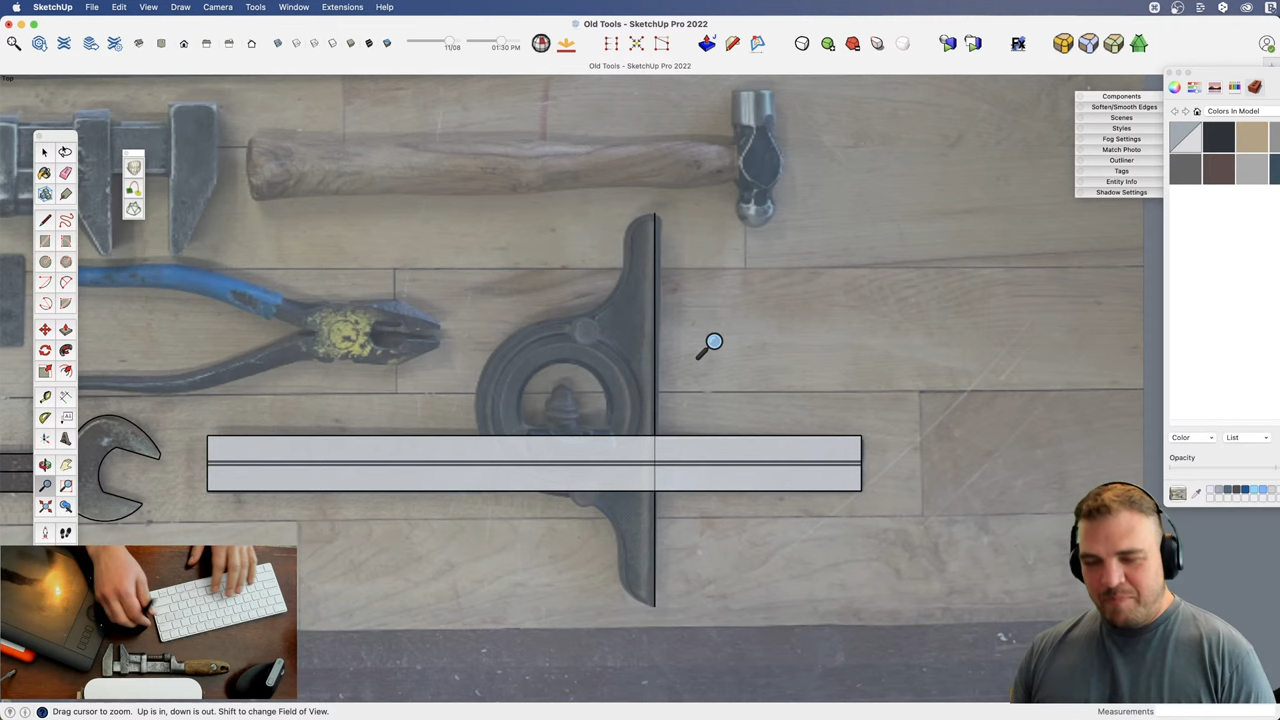 SketchUp File Edit View Draw Camera Tools Window Extensions Help
Old Tools - SketchUp Pro 2022
11/08 01:30 PM
Old Tools - SketchUp Pro 2022
Top
Components
Soften/Smooth Edges
Scenes
Styles
Fog Settings
Match Photo
Outliner
Tags
Entity Info
Shadow Settings
Colors In Model
Color List
Opacity
Drag cursor to zoom. Up is in, down is out. Shift to change Field of View.
Measurements